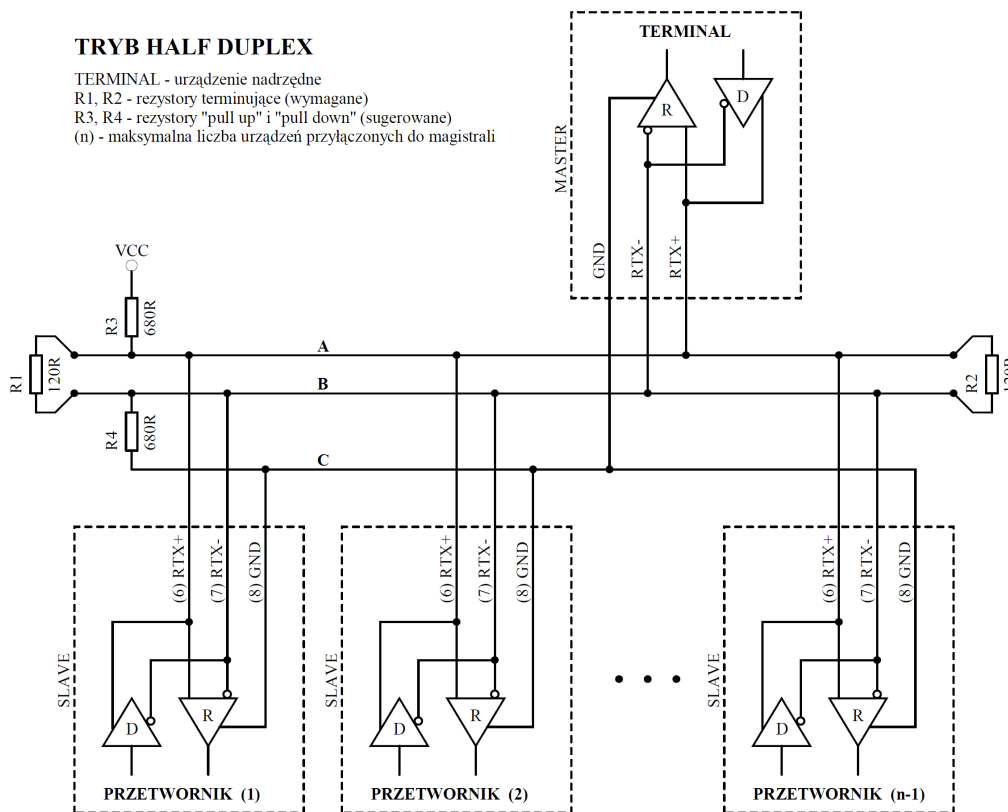 TRYB HALF DUPLEX
TERMINAL - urządzenie nadrzędne
R1, R2 - rezystory terminujące (wymagane)
R3, R4 - rezystory "pull up" i "pull down" (sugerowane)
(n) - maksymalna liczba urządzeń przyłączonych do magistrali
TERMINAL
R
D
MASTER
GND
RTX-
RTX+
VCC
R3
680R
A
R1
120R
B
R2
120R
R4
680R
C
(6) RTX+
(7) RTX-
(8) GND
(6) RTX+
(7) RTX-
(8) GND
(6) RTX+
(7) RTX-
(8) GND
SLAVE
D
R
SLAVE
D
R
SLAVE
D
R
PRZETWORNIK (1)
PRZETWORNIK (2)
PRZETWORNIK (n-1)